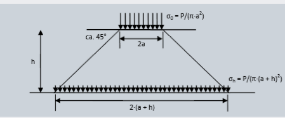 σ₀ = P/(π·a²)
ca. 45°
2a
h
σₙ = P/(π·(a + h)²)
2·(a + h)